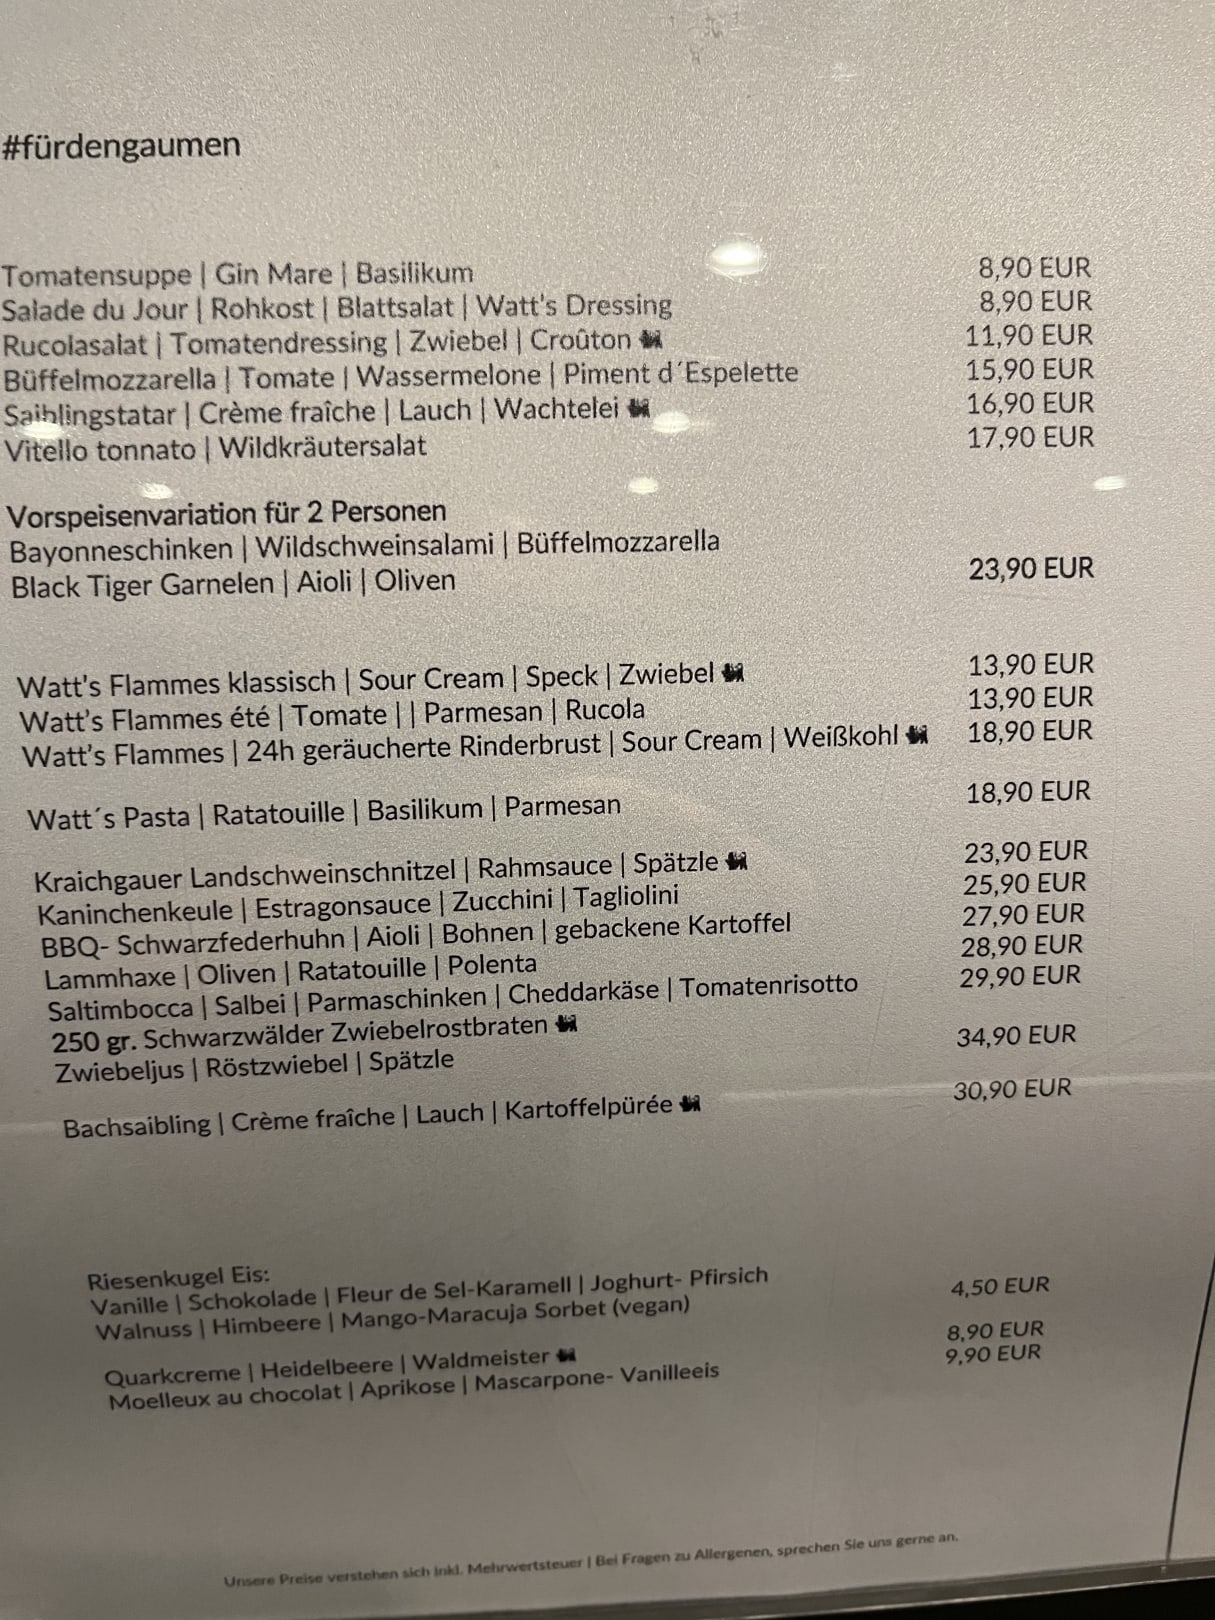 #fürdengaumen
Tomatensuppe | Gin Mare | Basilikum 8,90 EUR
Salade du Jour | Rohkost | Blattsalat | Watt's Dressing 8,90 EUR
Rucolasalat | Tomatendressing | Zwiebel | Croûton 11,90 EUR
Büffelmozzarella | Tomate | Wassermelone | Piment d´Espelette 15,90 EUR
Saiblingstatar | Crème fraîche | Lauch | Wachtelei 16,90 EUR
Vitello tonnato | Wildkräutersalat 17,90 EUR
Vorspeisenvariation für 2 Personen
Bayonneschinken | Wildschweinsalami | Büffelmozzarella
Black Tiger Garnelen | Aioli | Oliven 23,90 EUR
Watt's Flammes klassisch | Sour Cream | Speck | Zwiebel 13,90 EUR
Watt's Flammes été | Tomate | | Parmesan | Rucola 13,90 EUR
Watt's Flammes | 24h geräucherte Rinderbrust | Sour Cream | Weißkohl 18,90 EUR
Watt´s Pasta | Ratatouille | Basilikum | Parmesan 18,90 EUR
Kraichgauer Landschweinschnitzel | Rahmsauce | Spätzle 23,90 EUR
Kaninchenkeule | Estragonsauce | Zucchini | Tagliolini 25,90 EUR
BBQ- Schwarzfederhuhn | Aioli | Bohnen | gebackene Kartoffel 27,90 EUR
Lammhaxe | Oliven | Ratatouille | Polenta 28,90 EUR
Saltimbocca | Salbei | Parmaschinken | Cheddarkäse | Tomatenrisotto 29,90 EUR
250 gr. Schwarzwälder Zwiebelrostbraten
Zwiebeljus | Röstzwiebel | Spätzle 34,90 EUR
Bachsaibling | Crème fraîche | Lauch | Kartoffelpürée 30,90 EUR
Riesenkugel Eis:
Vanille | Schokolade | Fleur de Sel-Karamell | Joghurt- Pfirsich
Walnuss | Himbeere | Mango-Maracuja Sorbet (vegan) 4,50 EUR
Quarkcreme | Heidelbeere | Waldmeister 8,90 EUR
Moelleux au chocolat | Aprikose | Mascarpone- Vanilleeis 9,90 EUR
Unsere Preise verstehen sich inkl. Mehrwertsteuer | Bei Fragen zu Allergenen, sprechen Sie uns gerne an.